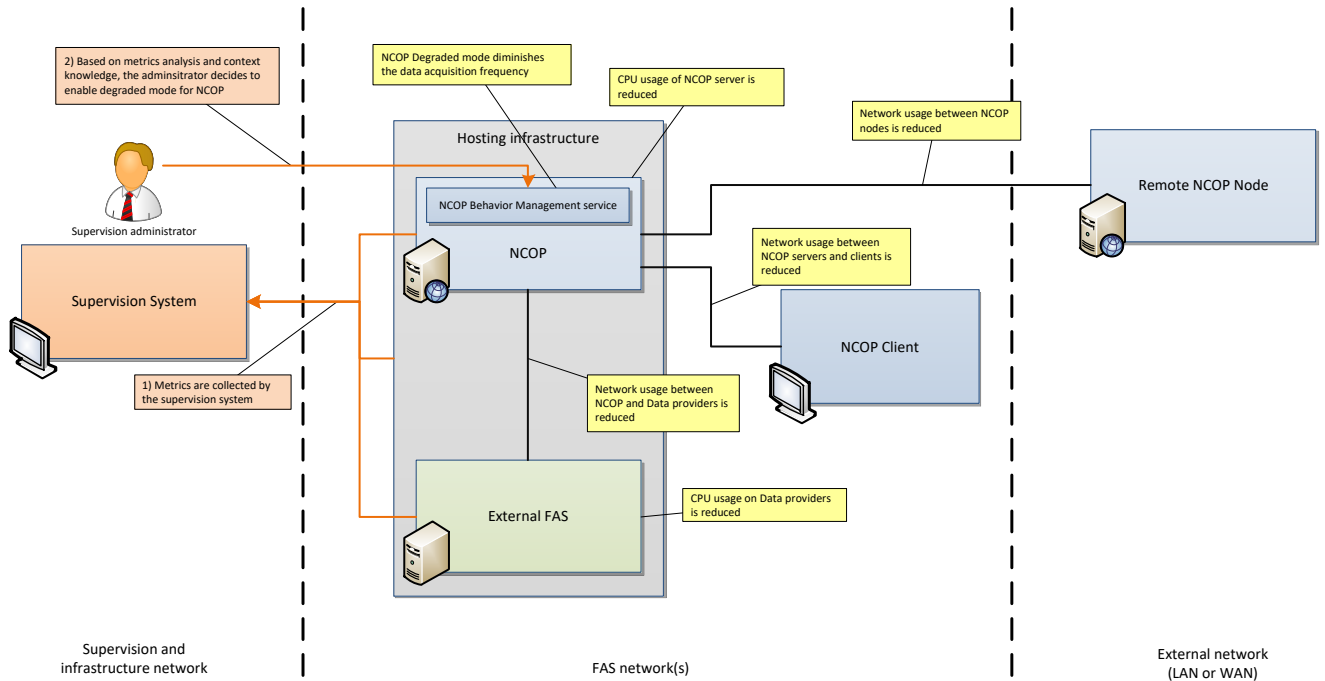 2) Based on metrics analysis and context
knowledge, the adminsitrator decides to
enable degraded mode for NCOP
NCOP Degraded mode diminishes
the data acquisition frequency
CPU usage of NCOP server is
reduced
Network usage between NCOP
nodes is reduced
Hosting infrastructure
Supervision administrator
NCOP Behavior Management service
NCOP
Remote NCOP Node
Network usage between
NCOP servers and clients is
reduced
Supervision System
NCOP Client
1) Metrics are collected by
the supervision system
Network usage between
NCOP and Data providers is
reduced
External FAS
CPU usage on Data providers
is reduced
Supervision and
infrastructure network
FAS network(s)
External network
(LAN or WAN)